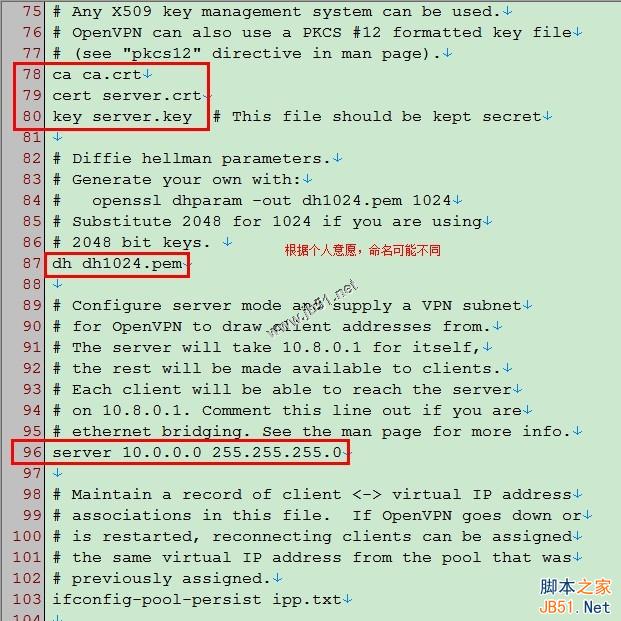 75 # Any X509 key management system can be used.
76 # OpenVPN can also use a PKCS #12 formatted key file
77 # (see "pkcs12" directive in man page).
78 ca ca.crt
79 cert server.crt
80 key server.key  # This file should be kept secret
81
82 # Diffie hellman parameters.
83 # Generate your own with:
84 #   openssl dhparam -out dh1024.pem 1024
85 # Substitute 2048 for 1024 if you are using
86 # 2048 bit keys.
根据个人意愿，命名可能不同
87 dh dh1024.pem
88
89 # Configure server mode and supply a VPN subnet
90 # for OpenVPN to draw client addresses from.
91 # The server will take 10.8.0.1 for itself,
92 # the rest will be made available to clients.
93 # Each client will be able to reach the server
94 # on 10.8.0.1. Comment this line out if you are
95 # ethernet bridging. See the man page for more info.
96 server 10.0.0.0 255.255.255.0
97
98 # Maintain a record of client <-> virtual IP address
99 # associations in this file.  If OpenVPN goes down or
100 # is restarted, reconnecting clients can be assigned
101 # the same virtual IP address from the pool that was
102 # previously assigned.
103 ifconfig-pool-persist ipp.txt
104
www.jb51.net
脚本之家
JB51.Net